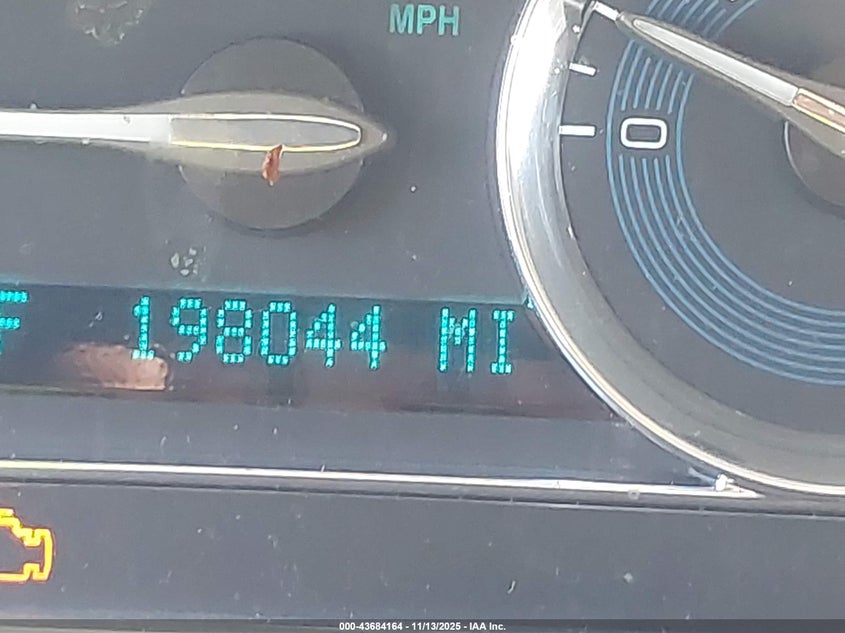 MPH
0
F 198044 MI
000-43684164 - 11/13/2025 - IAA Inc.